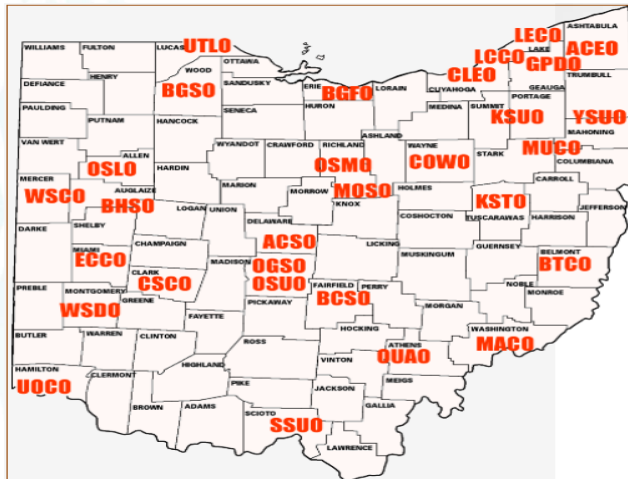 ASHTABULA
LECO
WILLIAMS FULTON LUCAS UTLO LAKE ACEO
LCCO GPDO
OTTAWA CLEO
WOOD TRUMBULL
HENRY BGSO SANDUSKY ERIE BGFO LORAIN CUYAHOGA GEAUGA
DEFIANCE HURON MEDINA SUMMIT PORTAGE
PAULDING SENECA KSUO YSUO
PUTNAM HANCOCK ASHLAND MAHONING
VAN WERT WYANDOT CRAWFORD RICHLAND WAYNE STARK MUCO
ALLEN OSMO COWO COLUMBIANA
OSLO HARDIN
MERCER MARION CARROLL
WSCO AUGLAIZE MORROW MOSO HOLMES KSTO JEFFERSON
BHSO LOGAN UNION KNOX
DELAWARE COSHOCTON TUSCARAWAS HARRISON
SHELBY
DARKE ACSO
MIAMI CHAMPAIGN LICKING GUERNSEY BELMONT
ECCO MADISON OGSO MUSKINGUM BTCO
CLARK
CSCO OSUO FAIRFIELD PERRY NOBLE
PREBLE MONTGOMERY GREENE BCSO MONROE
WSDO PICKAWAY MORGAN
FAYETTE
BUTLER WARREN CLINTON HOCKING WASHINGTON
ROSS ATHENS MACO
VINTON OUAO
HAMILTON HIGHLAND
CLERMONT MEIGS
UOCO PIKE JACKSON
BROWN ADAMS SCIOTO GALLIA
SSUO
LAWRENCE